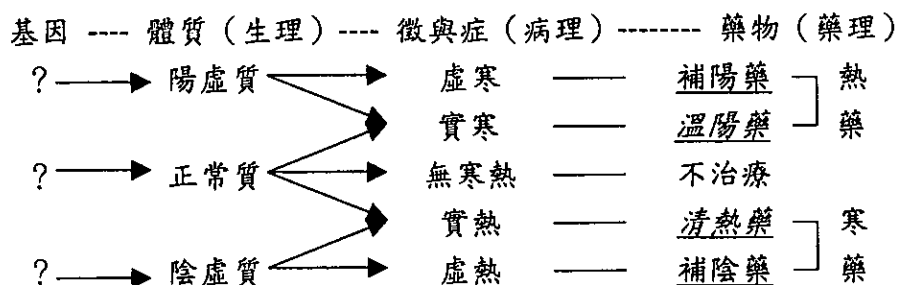 基因 ---- 體質（生理）---- 徵與症（病理）-------- 藥物（藥理）
? 陽虛質 虛寒 補陽藥 熱
實寒 溫陽藥 藥
? 正常質 無寒熱 不治療
實熱 清熱藥 寒
? 陰虛質 虛熱 補陰藥 藥